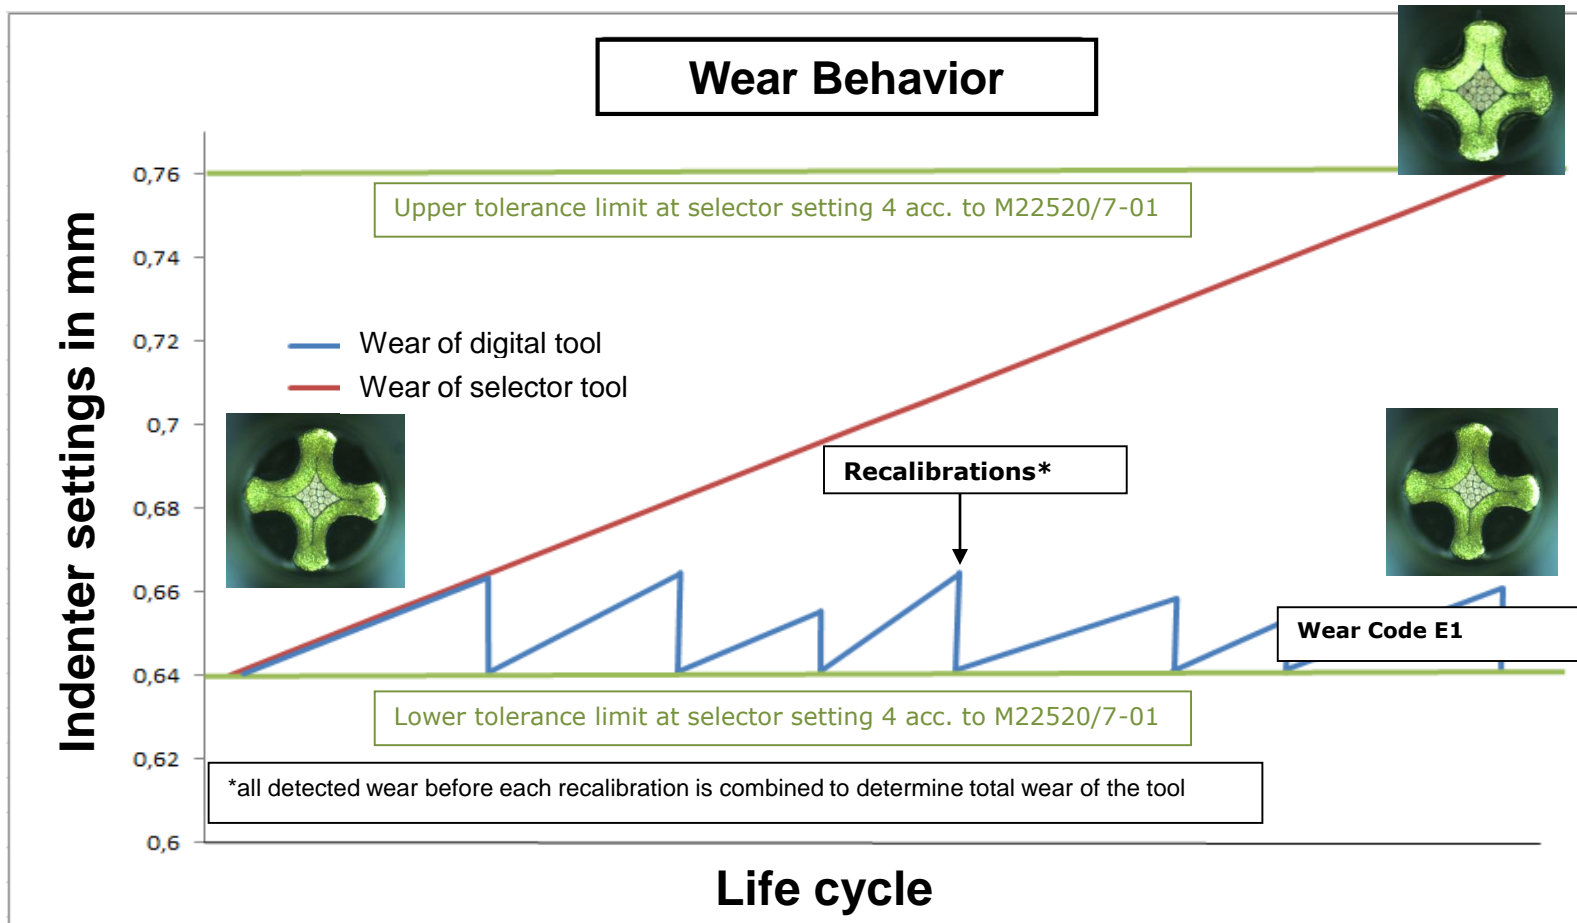 Wear Behavior
0,76
Upper tolerance limit at selector setting 4 acc. to M22520/7-01
0,74
0,72
Wear of digital tool
Wear of selector tool
0,7
Recalibrations*
0,68
0,66
Wear Code E1
0,64
Lower tolerance limit at selector setting 4 acc. to M22520/7-01
0,62
*all detected wear before each recalibration is combined to determine total wear of the tool
0,6
Indenter settings in mm
Life cycle